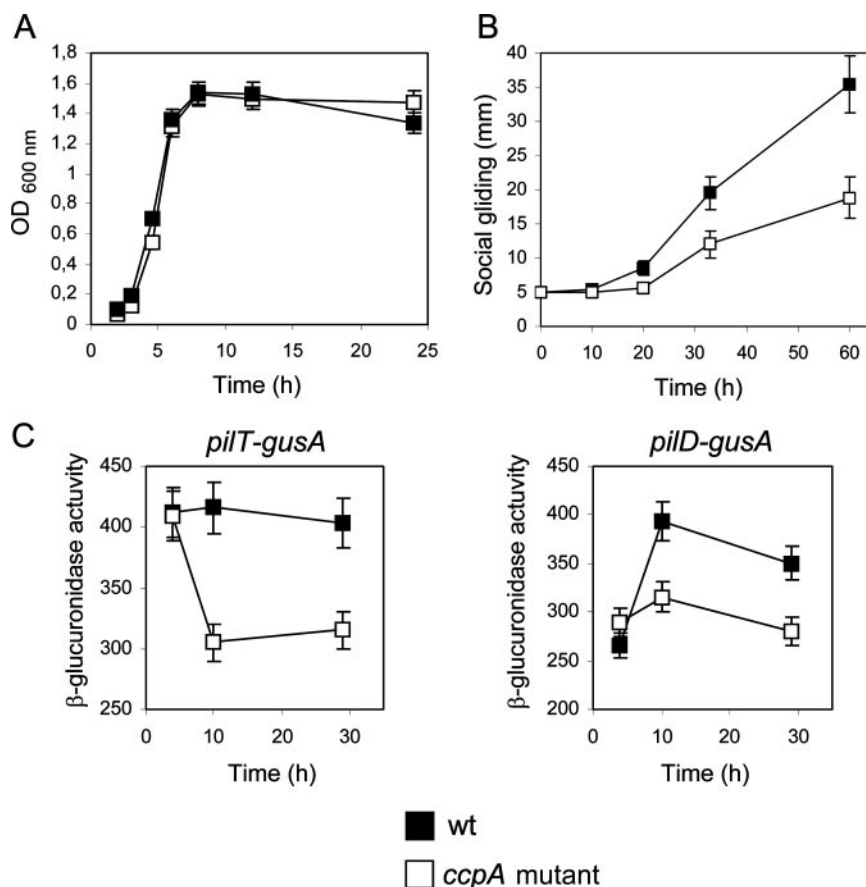 A
1,8
1,6
1,4
1,2
1
0,8
0,6
0,4
0,2
0
OD 600 nm
0 5 10 15 20 25
Time (h)
B
40
35
30
25
20
15
10
5
0
Social gliding (mm)
0 10 20 30 40 50 60
Time (h)
C
pilT-gusA
450
400
350
300
250
β-glucuronidase actuvity
0 10 20 30
Time (h)
pilD-gusA
450
400
350
300
250
200
β-glucuronidase actuvity
0 10 20 30
Time (h)
wt
ccpA mutant